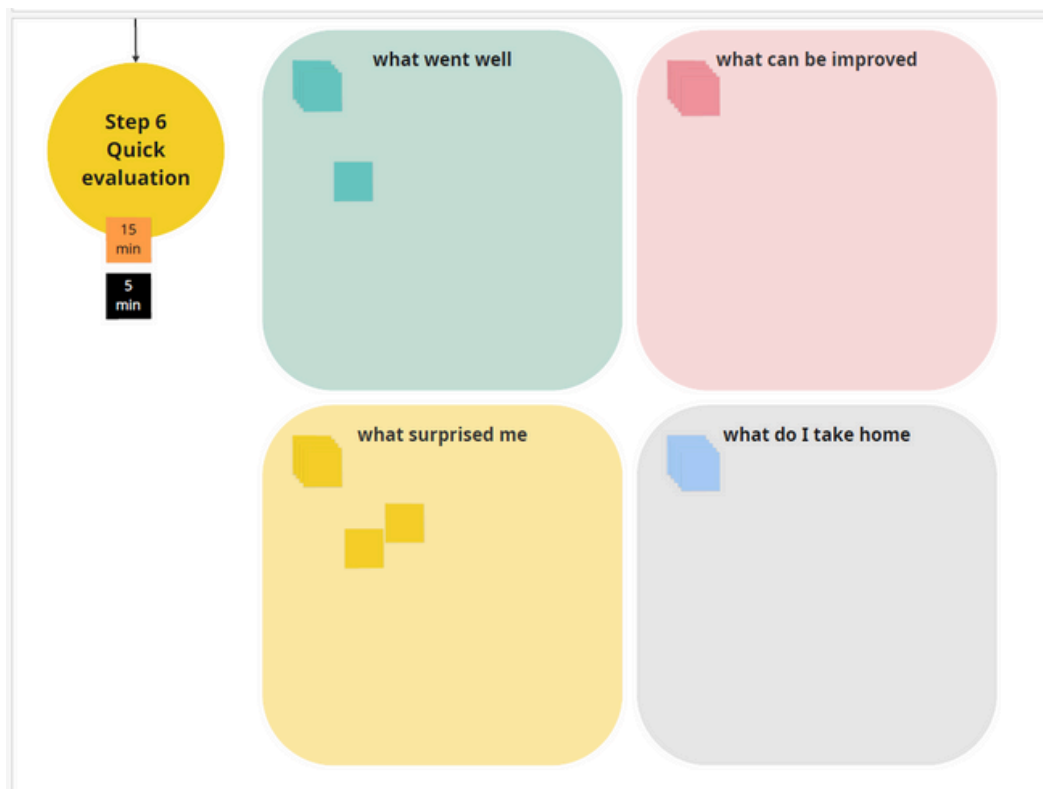 Step 6
Quick
evaluation
15
min
5
min
what went well
what can be improved
what surprised me
what do I take home